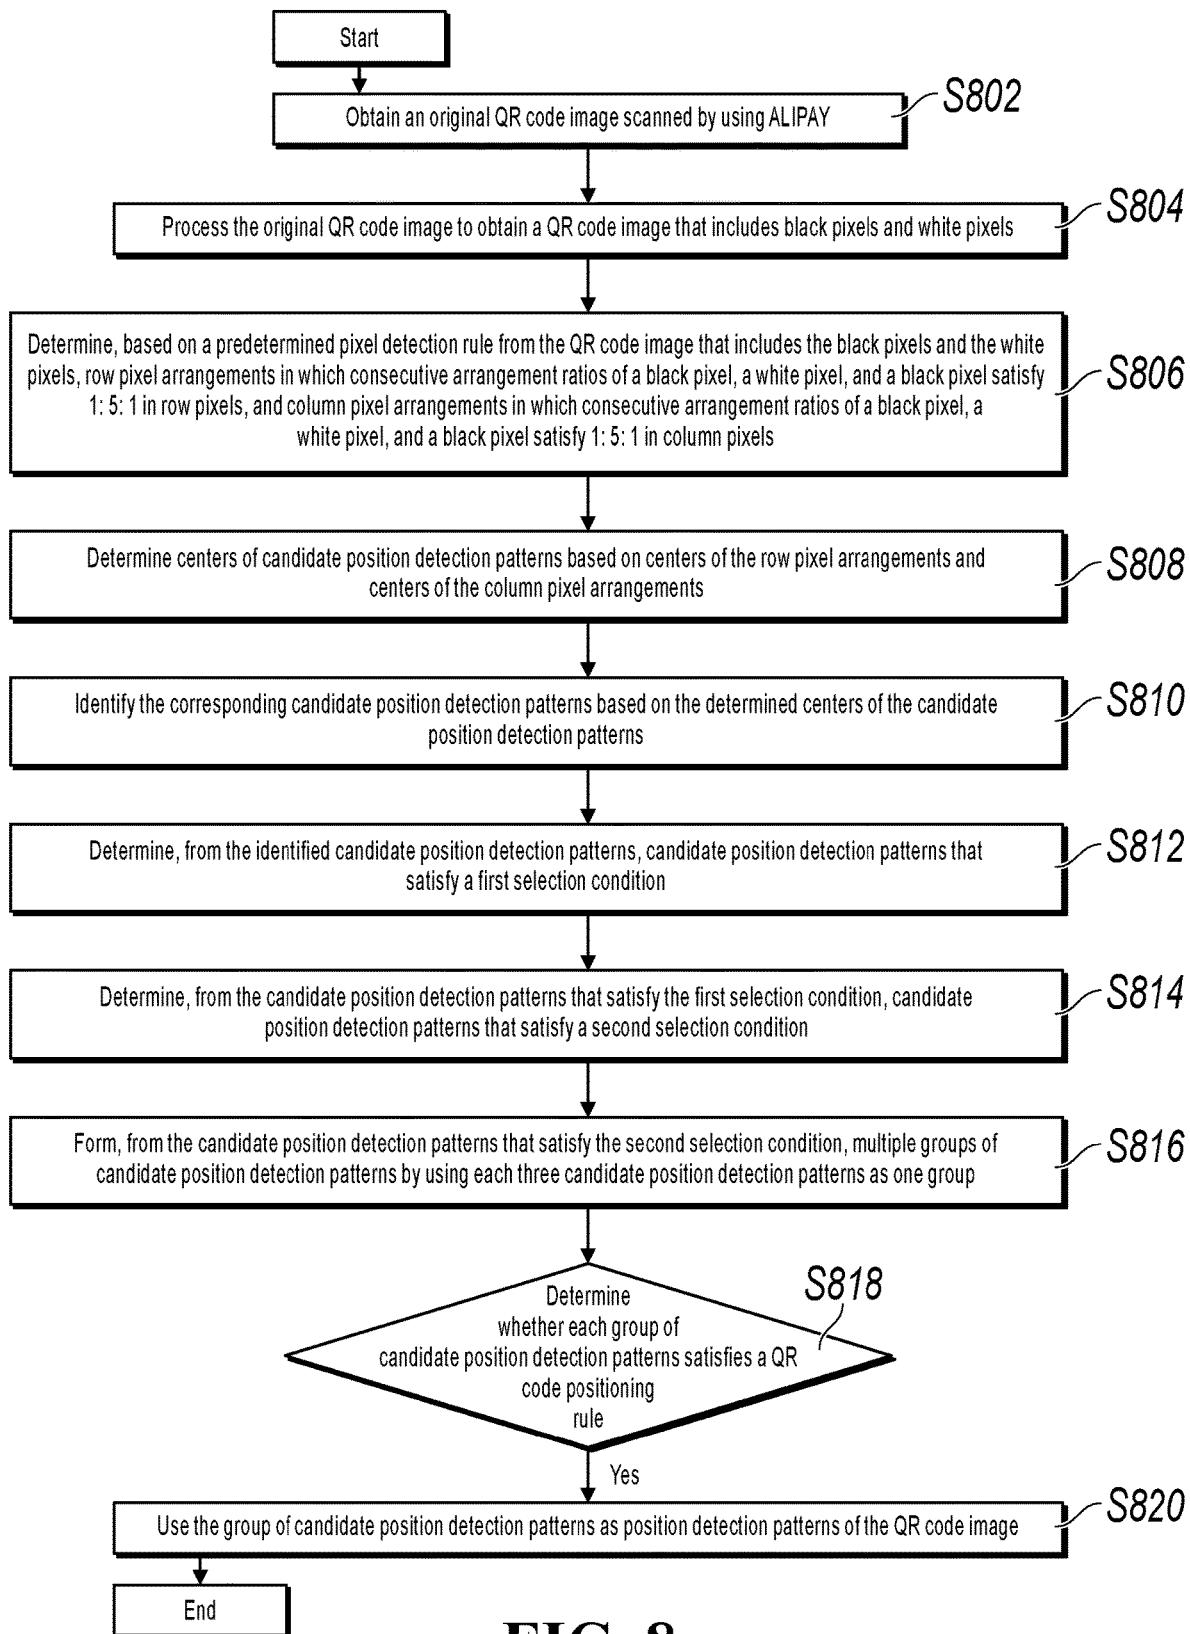 Start
Obtain an original QR code image scanned by using ALIPAY
S802
Process the original QR code image to obtain a QR code image that includes black pixels and white pixels
S804
Determine, based on a predetermined pixel detection rule from the QR code image that includes the black pixels and the white
pixels, row pixel arrangements in which consecutive arrangement ratios of a black pixel, a white pixel, and a black pixel satisfy
1: 5: 1 in row pixels, and column pixel arrangements in which consecutive arrangement ratios of a black pixel, a
white pixel, and a black pixel satisfy 1: 5: 1 in column pixels
S806
Determine centers of candidate position detection patterns based on centers of the row pixel arrangements and
centers of the column pixel arrangements
S808
Identify the corresponding candidate position detection patterns based on the determined centers of the candidate
position detection patterns
S810
Determine, from the identified candidate position detection patterns, candidate position detection patterns that
satisfy a first selection condition
S812
Determine, from the candidate position detection patterns that satisfy the first selection condition, candidate
position detection patterns that satisfy a second selection condition
S814
Form, from the candidate position detection patterns that satisfy the second selection condition, multiple groups of
candidate position detection patterns by using each three candidate position detection patterns as one group
S816
Determine
whether each group of
candidate position detection patterns satisfies a QR
code positioning
rule
S818
Yes
Use the group of candidate position detection patterns as position detection patterns of the QR code image
S820
End
FIG.